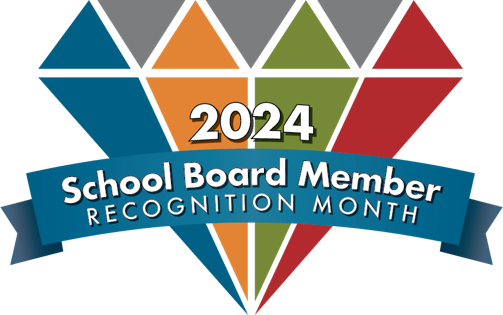 2024
School Board Member
RECOGNITION MONTH